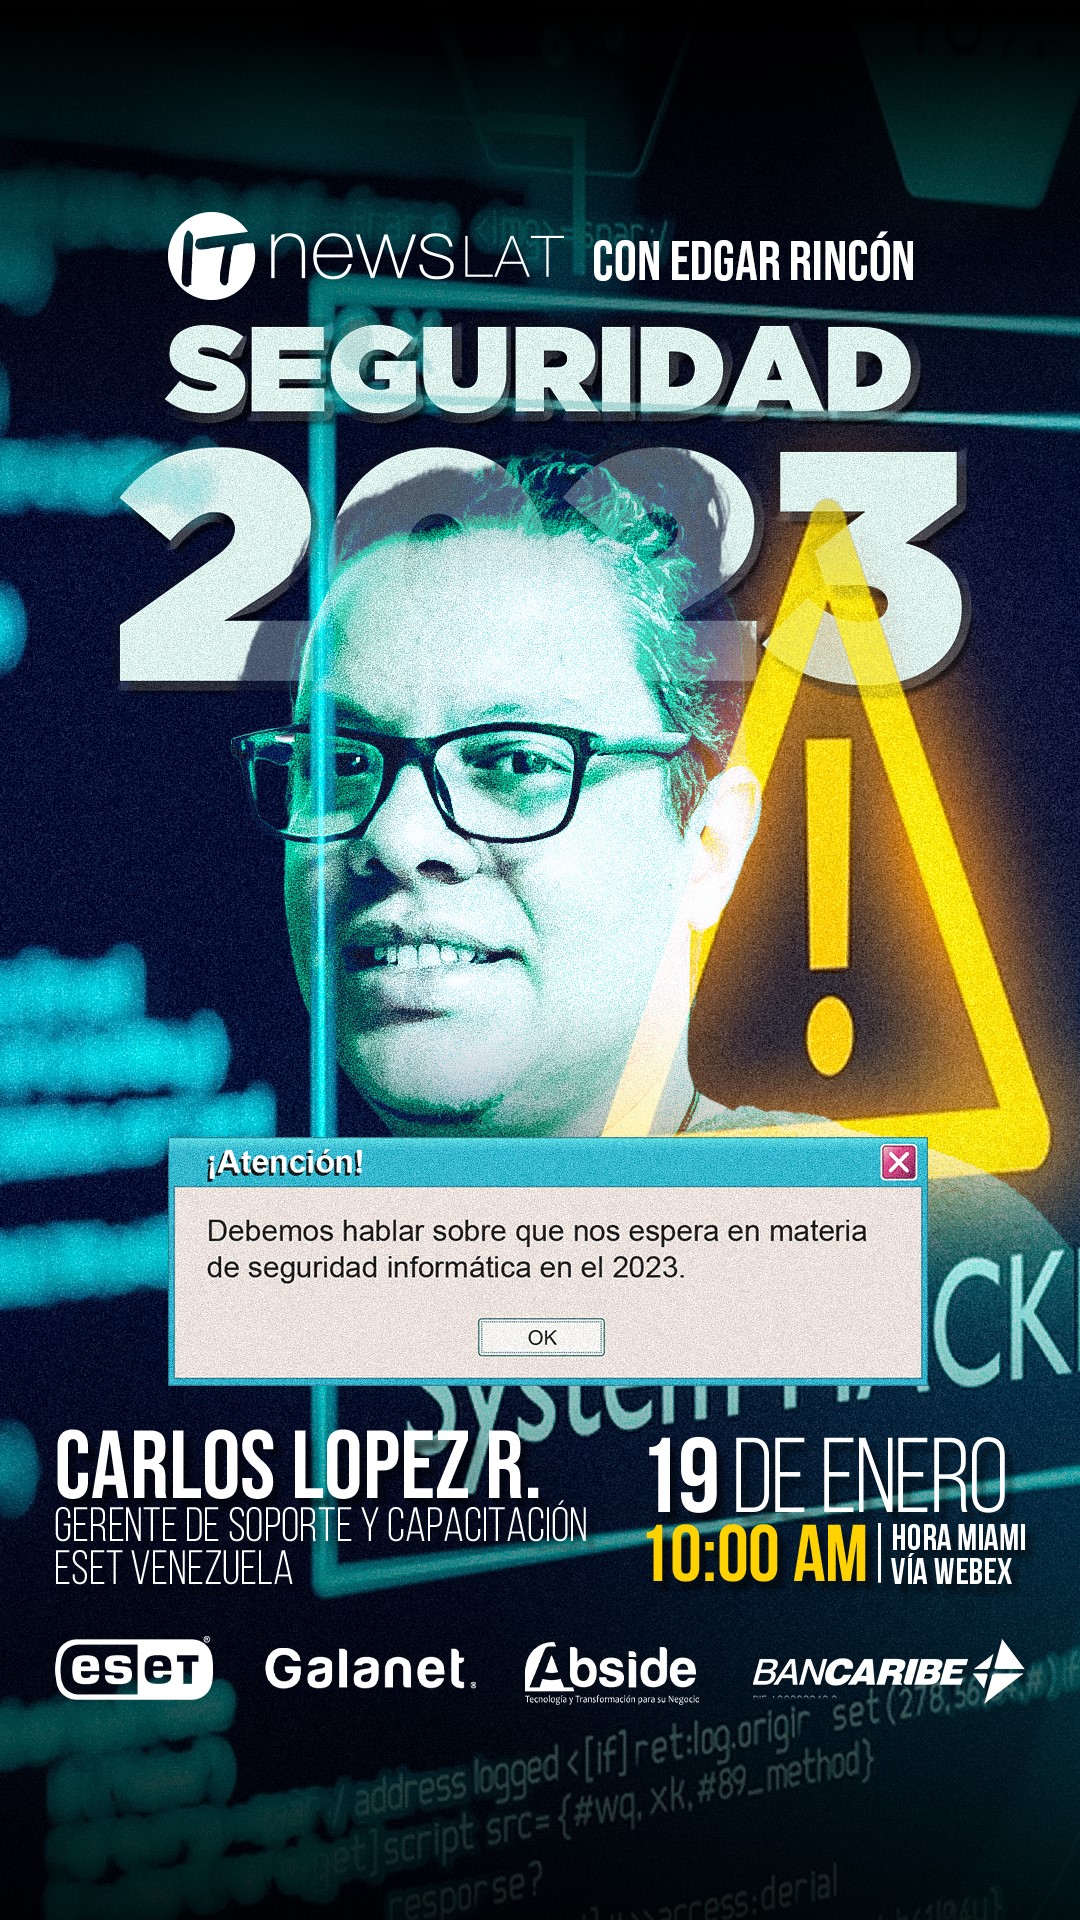 IT newsLAT CON EDGAR RINCÓN
SEGURIDAD
2023
¡Atención!
Debemos hablar sobre que nos espera en materia
de seguridad informática en el 2023.
OK
System HACK
CARLOS LOPEZ R.
GERENTE DE SOPORTE Y CAPACITACIÓN
ESET VENEZUELA
19 DE ENERO
10:00 AM
HORA MIAMI
VÍA WEBEX
eset®
Galanet.
Abside
Tecnología y Transformación para su Negocio
BANCARIBE
address logged <[if]ret:log.origir set(278,56
script src= {#wq, xk, #89_method}
response?
access:derial